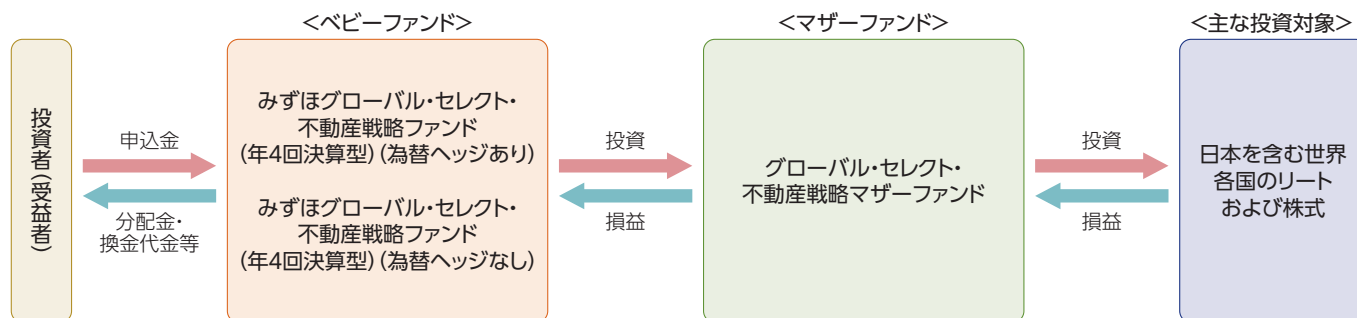 <ベビーファンド>
<マザーファンド>
<主な投資対象>
投資者(受益者)
申込金
分配金・
換金代金等
みずほグローバル・セレクト・
不動産戦略ファンド
(年4回決算型)(為替ヘッジあり)
みずほグローバル・セレクト・
不動産戦略ファンド
(年4回決算型)(為替ヘッジなし)
投資
損益
グローバル・セレクト・
不動産戦略マザーファンド
投資
損益
日本を含む世界
各国のリート
および株式